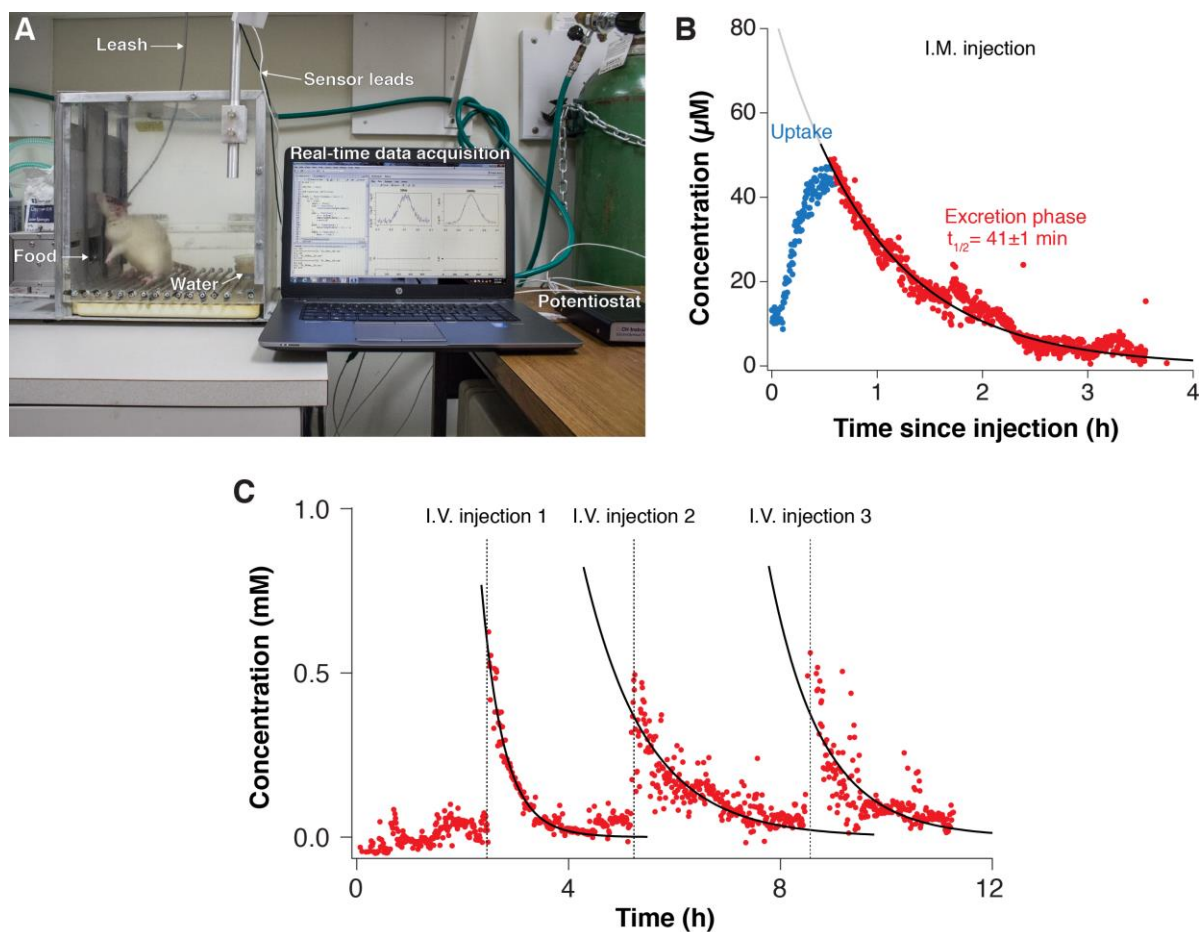 A
Leash
Sensor leads
Real-time data acquisition
Food
Water
Potentiostat
B
I.M. injection
Uptake
Excretion phase
t1/2= 41±1 min
Concentration (µM)
80
60
40
20
0
0 1 2 3 4
Time since injection (h)
C
I.V. injection 1 I.V. injection 2 I.V. injection 3
Concentration (mM)
1.0
0.5
0.0
0 4 8 12
Time (h)